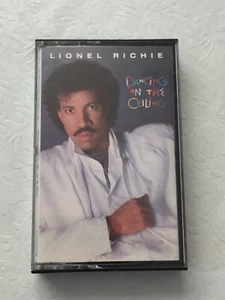 LIONEL RICHIE
DANCING
ON THE
CEILING